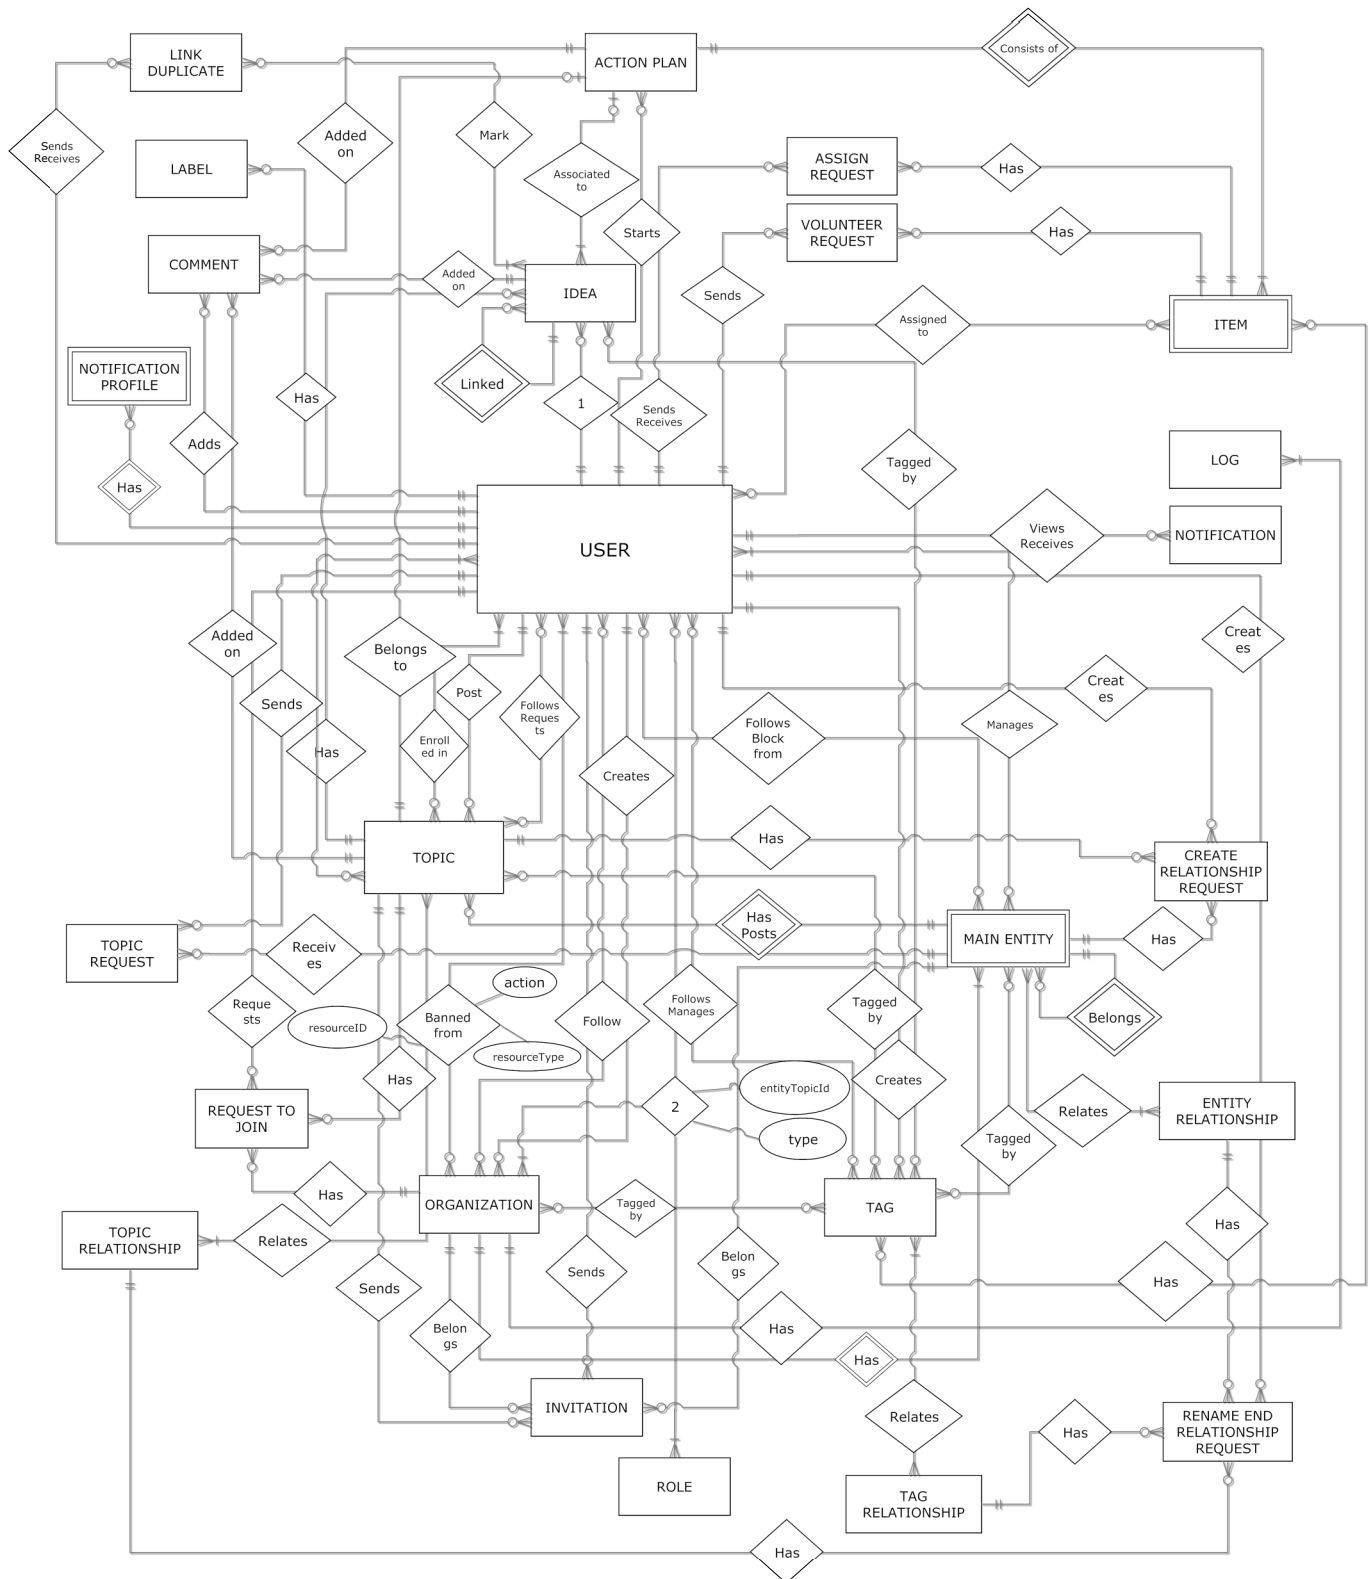 LINK
DUPLICATE
ACTION PLAN
Consists of
Sends
Receives
Added
on
Mark
LABEL
Associated
to
ASSIGN
REQUEST
Has
VOLUNTEER
REQUEST
Has
Starts
COMMENT
Added
on
IDEA
Sends
Assigned
to
ITEM
NOTIFICATION
PROFILE
Linked
Has
1
Sends
Receives
Adds
Tagged
by
LOG
Has
USER
Views
Receives
NOTIFICATION
Added
on
Belongs
to
Creat
es
Post
Creat
es
Sends
Follows
Reques
ts
Follows
Block
from
Manages
Has
Enroll
ed in
Creates
TOPIC
Has
CREATE
RELATIONSHIP
REQUEST
Has
Posts
MAIN ENTITY
Has
TOPIC
REQUEST
Receiv
es
action
Reque
sts
resourceID
Banned
from
resourceType
Follow
Follows
Manages
Tagged
by
Belongs
Has
Creates
entityTopicId
REQUEST TO
JOIN
2
type
Relates
ENTITY
RELATIONSHIP
Tagged
by
Has
ORGANIZATION
Tagged
by
TAG
Has
TOPIC
RELATIONSHIP
Relates
Sends
Sends
Belon
gs
Has
Belon
gs
Has
Has
INVITATION
Relates
Has
RENAME END
RELATIONSHIP
REQUEST
ROLE
TAG
RELATIONSHIP
Has